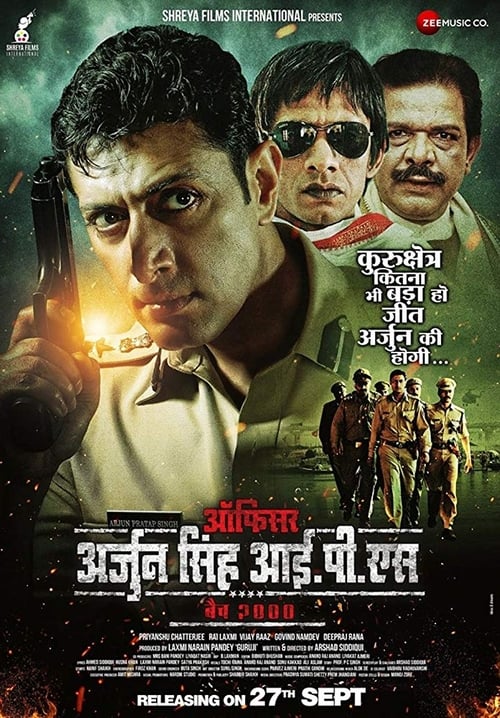 SHREYA FILMS INTERNATIONAL PRESENTS
SHREYA FILMS
INTERNATIONAL
ZEEMUSIC CO.
कुरुक्षेत्र
कितना
भी बड़ा हो
जीत
अर्जुन की
होगी...
ARJUN PRATAP SINGH
ऑफिसर
अर्जुन सिंह आई.पी.एस
बैच 2000
PRIYANSHU CHATTERJEE RAI LAXMI VIJAY RAAZ GOVIND NAMDEV DEEPRAJ RANA
PRODUCED BY LAXMI NARAIN PANDEY 'GURUJI' WRITTEN & DIRECTED BY ARSHAD SIDDIQUI
RELEASING ON 27TH SEPT